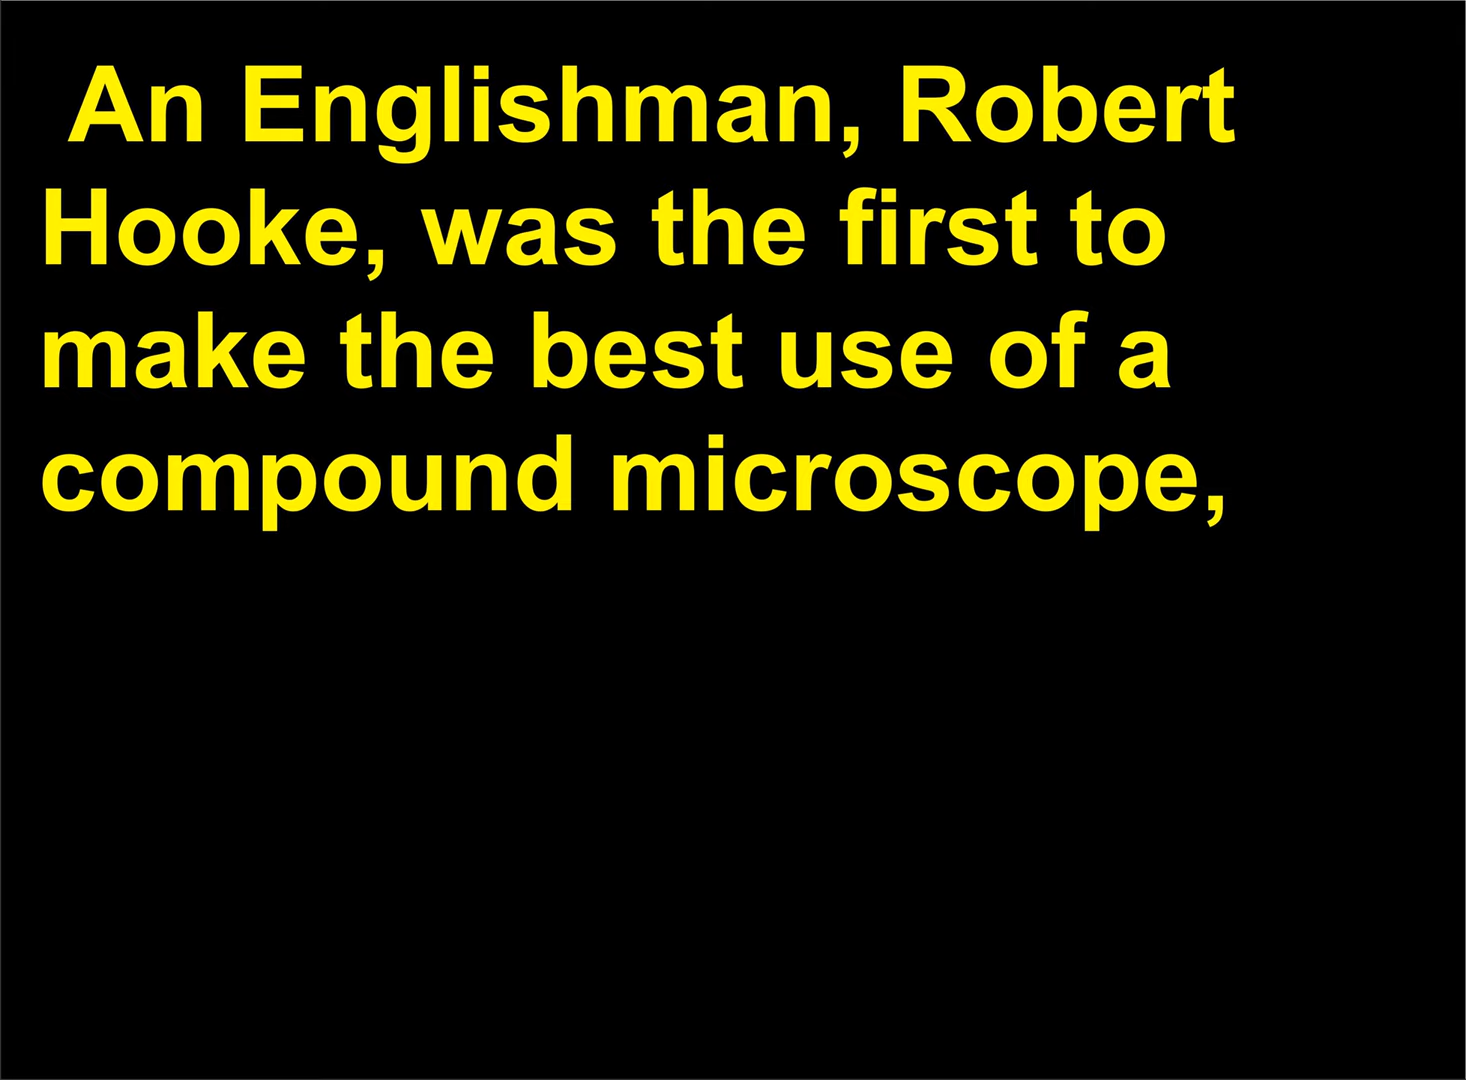 An Englishman, Robert
Hooke, was the first to
make the best use of a
compound microscope,